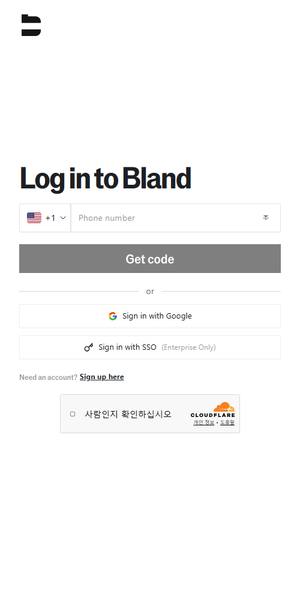 Log in to Bland
+1
Phone number
Get code
or
Sign in with Google
Sign in with SSO (Enterprise Only)
Need an account? Sign up here
사람인지 확인하십시오
CLOUDFLARE
개인 정보 • 도움말